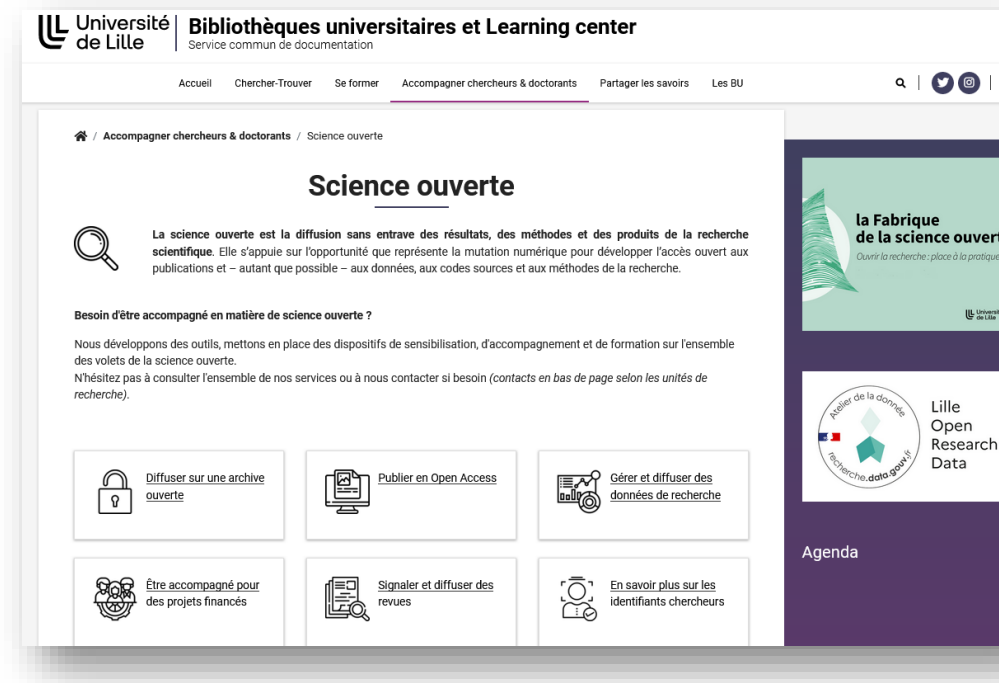 Université
de Lille
Bibliothèques universitaires et Learning center
Service commun de documentation
Accueil Chercher-Trouver Se former Accompagner chercheurs & doctorants Partager les savoirs Les BU
/ Accompagner chercheurs & doctorants / Science ouverte
Science ouverte
La science ouverte est la diffusion sans entrave des résultats, des méthodes et des produits de la recherche
scientifique. Elle s'appuie sur l'opportunité que représente la mutation numérique pour développer l'accès ouvert aux
publications et – autant que possible – aux données, aux codes sources et aux méthodes de la recherche.
Besoin d'être accompagné en matière de science ouverte ?
Nous développons des outils, mettons en place des dispositifs de sensibilisation, d'accompagnement et de formation sur l'ensemble
des volets de la science ouverte.
N'hésitez pas à consulter l'ensemble de nos services ou à nous contacter si besoin (contacts en bas de page selon les unités de
recherche).
Diffuser sur une archive
ouverte
Publier en Open Access
Gérer et diffuser des
données de recherche
Être accompagné pour
des projets financés
Signaler et diffuser des
revues
En savoir plus sur les
identifiants chercheurs
la Fabrique
de la science ouvert
Ouvrir la recherche : place à la pratique
Universit
de Lille
Atelier de la donnée
recherche.data.gouv.fr
Lille
Open
Research
Data
Agenda